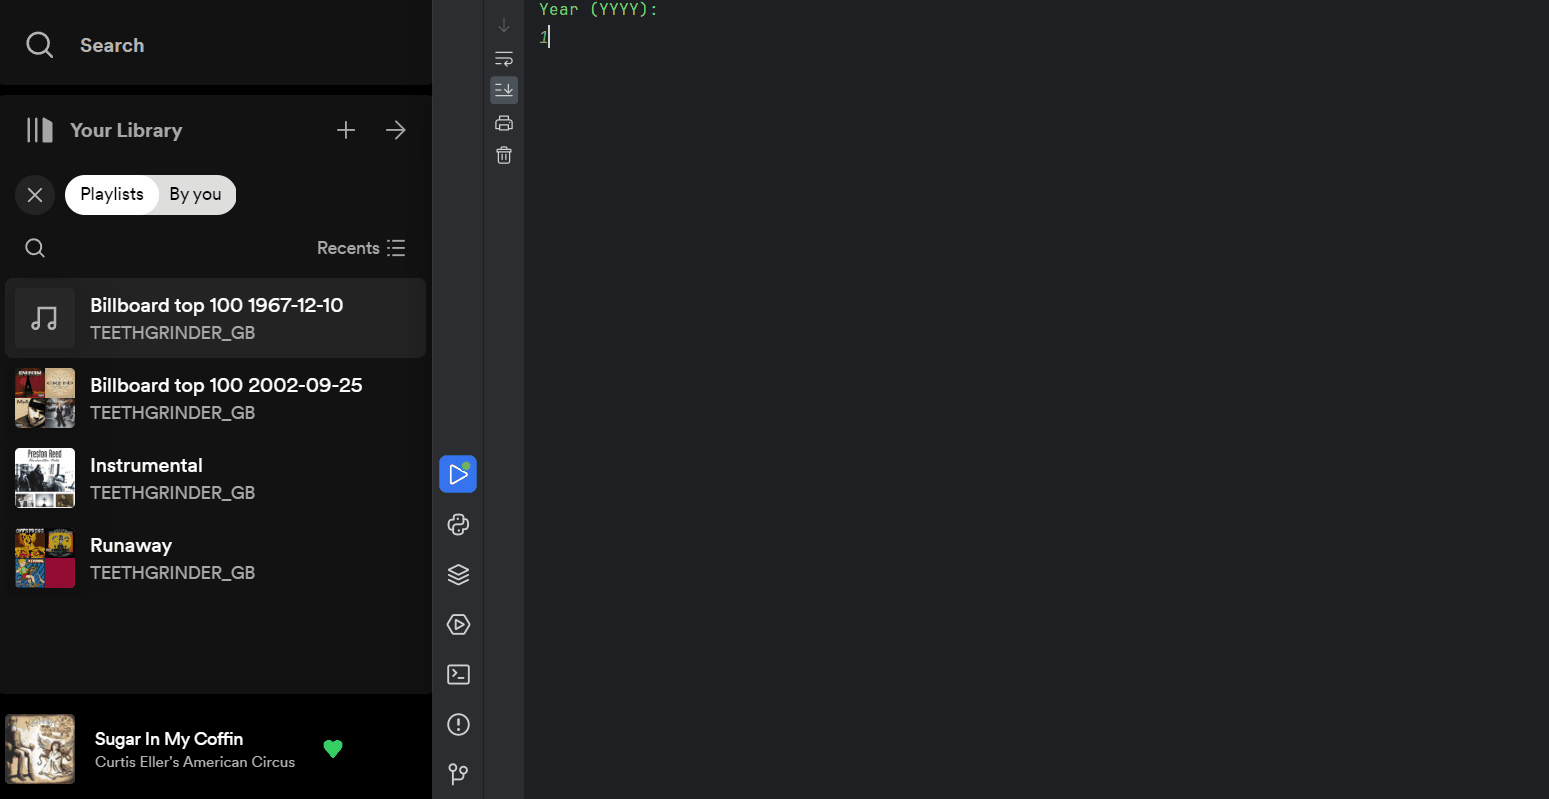 Search
Your Library
Playlists By you
Recents
Billboard top 100 1967-12-10
TEETHGRINDER_GB
Billboard top 100 2002-09-25
TEETHGRINDER_GB
Instrumental
TEETHGRINDER_GB
Runaway
TEETHGRINDER_GB
Sugar In My Coffin
Curtis Eller's American Circus
Year (YYYY):
1